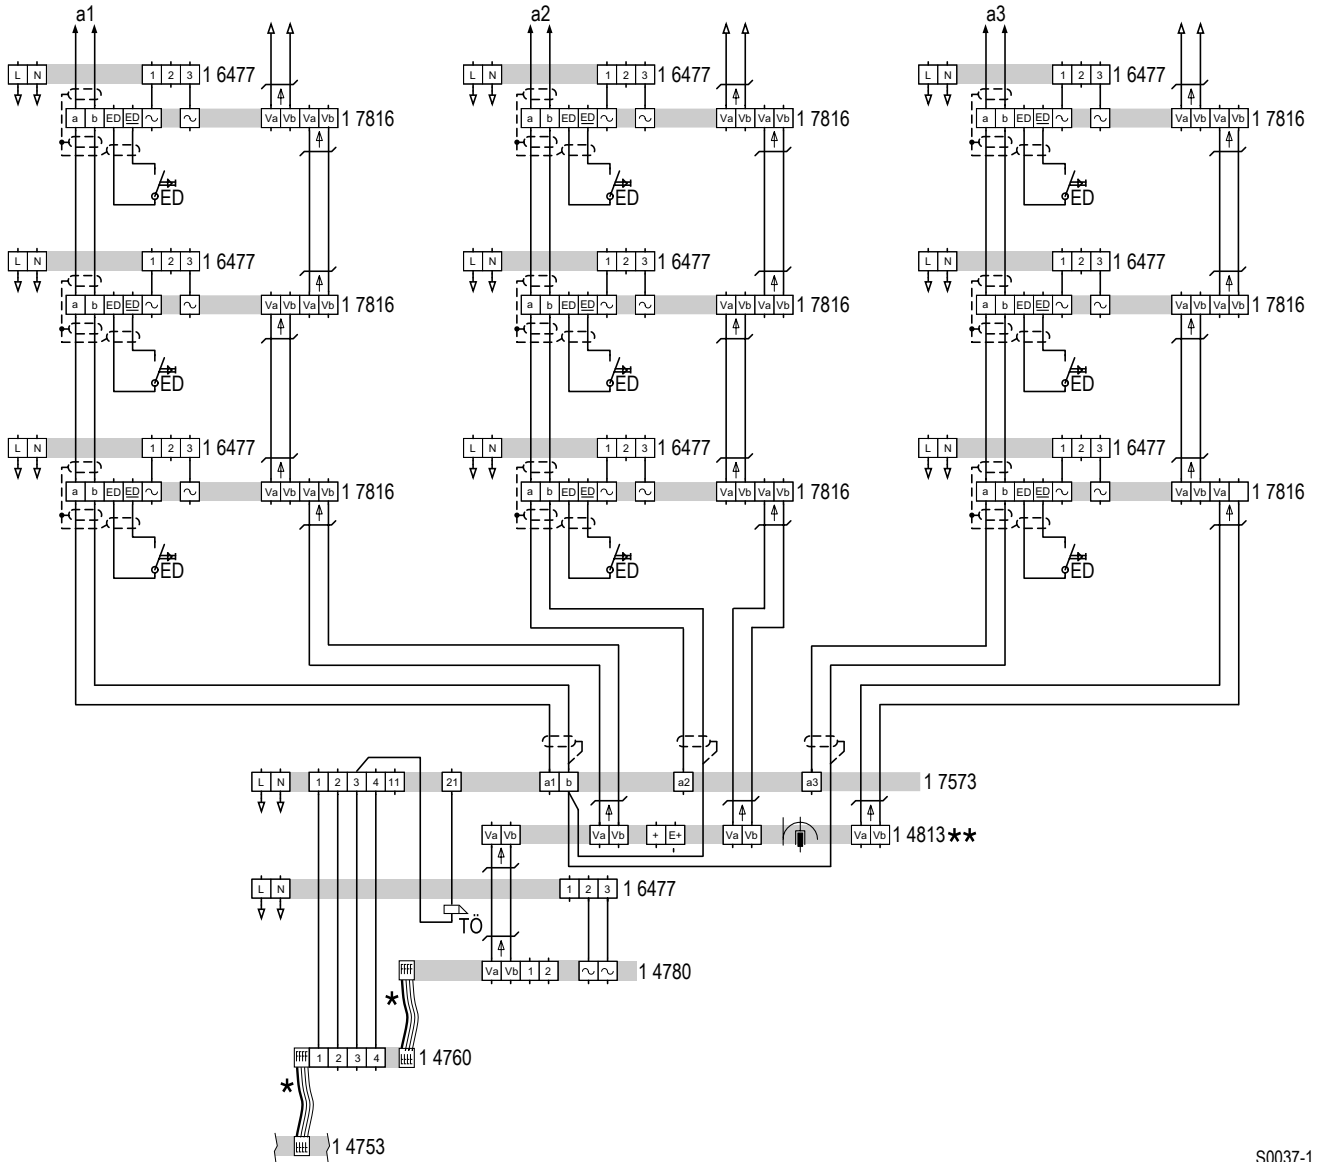 a1 a2 a3
L N 1 2 3 1 6477 L N 1 2 3 1 6477 L N 1 2 3 1 6477
a b ED ED ~ ~ Va Vb Va Vb 1 7816 a b ED ED ~ ~ Va Vb Va Vb 1 7816 a b ED ED ~ ~ Va Vb Va Vb 1 7816
ED ED ED
L N 1 2 3 1 6477 L N 1 2 3 1 6477 L N 1 2 3 1 6477
a b ED ED ~ ~ Va Vb Va Vb 1 7816 a b ED ED ~ ~ Va Vb Va Vb 1 7816 a b ED ED ~ ~ Va Vb Va Vb 1 7816
ED ED ED
L N 1 2 3 1 6477 L N 1 2 3 1 6477 L N 1 2 3 1 6477
a b ED ED ~ ~ Va Vb Va Vb 1 7816 a b ED ED ~ ~ Va Vb Va Vb 1 7816 a b ED ED ~ ~ Va Vb Va 1 7816
ED ED ED
L N 1 2 3 4 11 21 a1 b a2 a3 1 7573
Va Vb Va Vb + E+ Va Vb Va Vb 1 4813**
L N 1 2 3 1 6477
TÖ
Va Vb 1 2 ~ ~ 1 4780
*
1 2 3 4 1 4760
*
1 4753
S0037-1